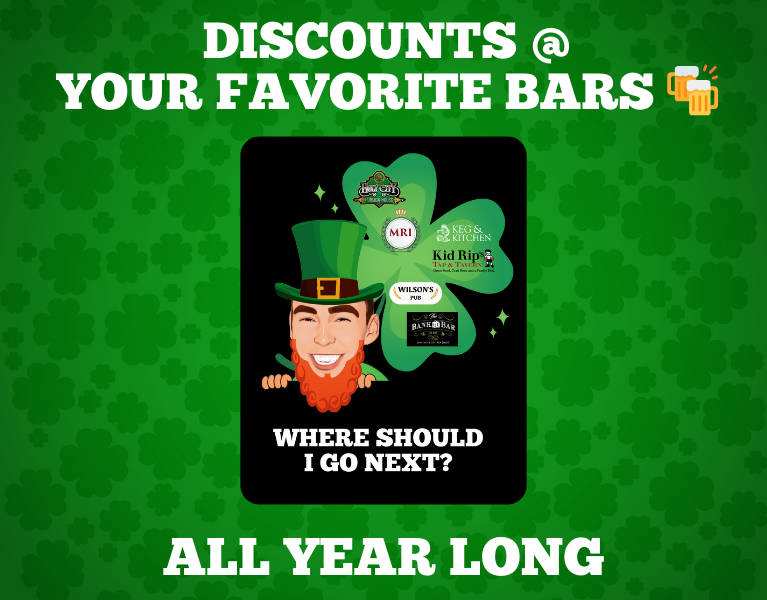 DISCOUNTS @
YOUR FAVORITE BARS
MRI
KEG &
KITCHEN
Kid Rip's
TAP & TAVERN
WILSON'S
PUB
The
BANK BAR
WHERE SHOULD
I GO NEXT?
ALL YEAR LONG